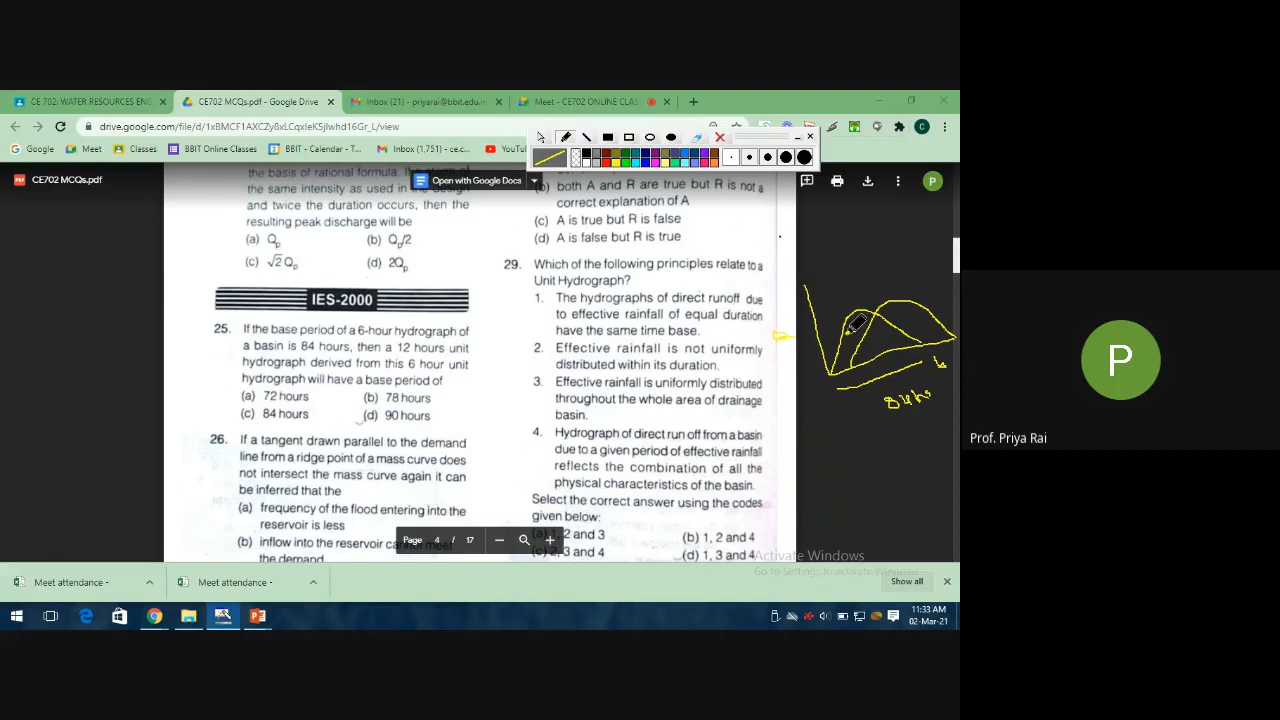 CE 702: WATER RESOURCES ENG
CE702 MCQs.pdf - Google Drive
Inbox (21) - priyarai@bbit.edu.in
Meet - CE702 ONLINE CLAS
drive.google.com/file/d/1xBMCF1AXCZy8xLCqxIeK5jIwhd16Gr_L/view
Google
Meet
Classes
BBIT Online Classes
BBIT - Calendar - T
Inbox (1,751) - ce.c
YouTu
CE702 MCQs.pdf
Open with Google Docs
P
the basis of rational formula.
the same intensity as used in the design
and twice the duration occurs, then the
resulting peak discharge will be
(a) Qp
(b) Qp/2
(c) √2 Qp
(d) 2Qp
IES-2000
25. If the base period of a 6-hour hydrograph of
a basin is 84 hours, then a 12 hours unit
hydrograph derived from this 6 hour unit
hydrograph will have a base period of
(a) 72 hours
(b) 78 hours
(c) 84 hours
(d) 90 hours
26. If a tangent drawn parallel to the demand
line from a ridge point of a mass curve does
not intersect the mass curve again it can
be inferred that the
(a) frequency of the flood entering into the
reservoir is less
(b) inflow into the reservoir cannot meet
the demand
(b) both A and R are true but R is not a
correct explanation of A
(c) A is true but R is false
(d) A is false but R is true
29. Which of the following principles relate to a
Unit Hydrograph?
1. The hydrographs of direct runoff due
to effective rainfall of equal duration
have the same time base.
2. Effective rainfall is not uniformly
distributed within its duration.
3. Effective rainfall is uniformly distributed
throughout the whole area of drainage
basin.
4. Hydrograph of direct run off from a basin
due to a given period of effective rainfall
reflects the combination of all the
physical characteristics of the basin.
Select the correct answer using the codes
given below:
(a) 1, 2 and 3
(b) 1, 2 and 4
(c) 2, 3 and 4
(d) 1, 3 and 4
84 hs
Page 4 / 17
Activate Windows
Go to Settings to activate Windows.
Meet attendance -
Meet attendance -
Show all
11:33 AM
02-Mar-21
P
Prof. Priya Rai